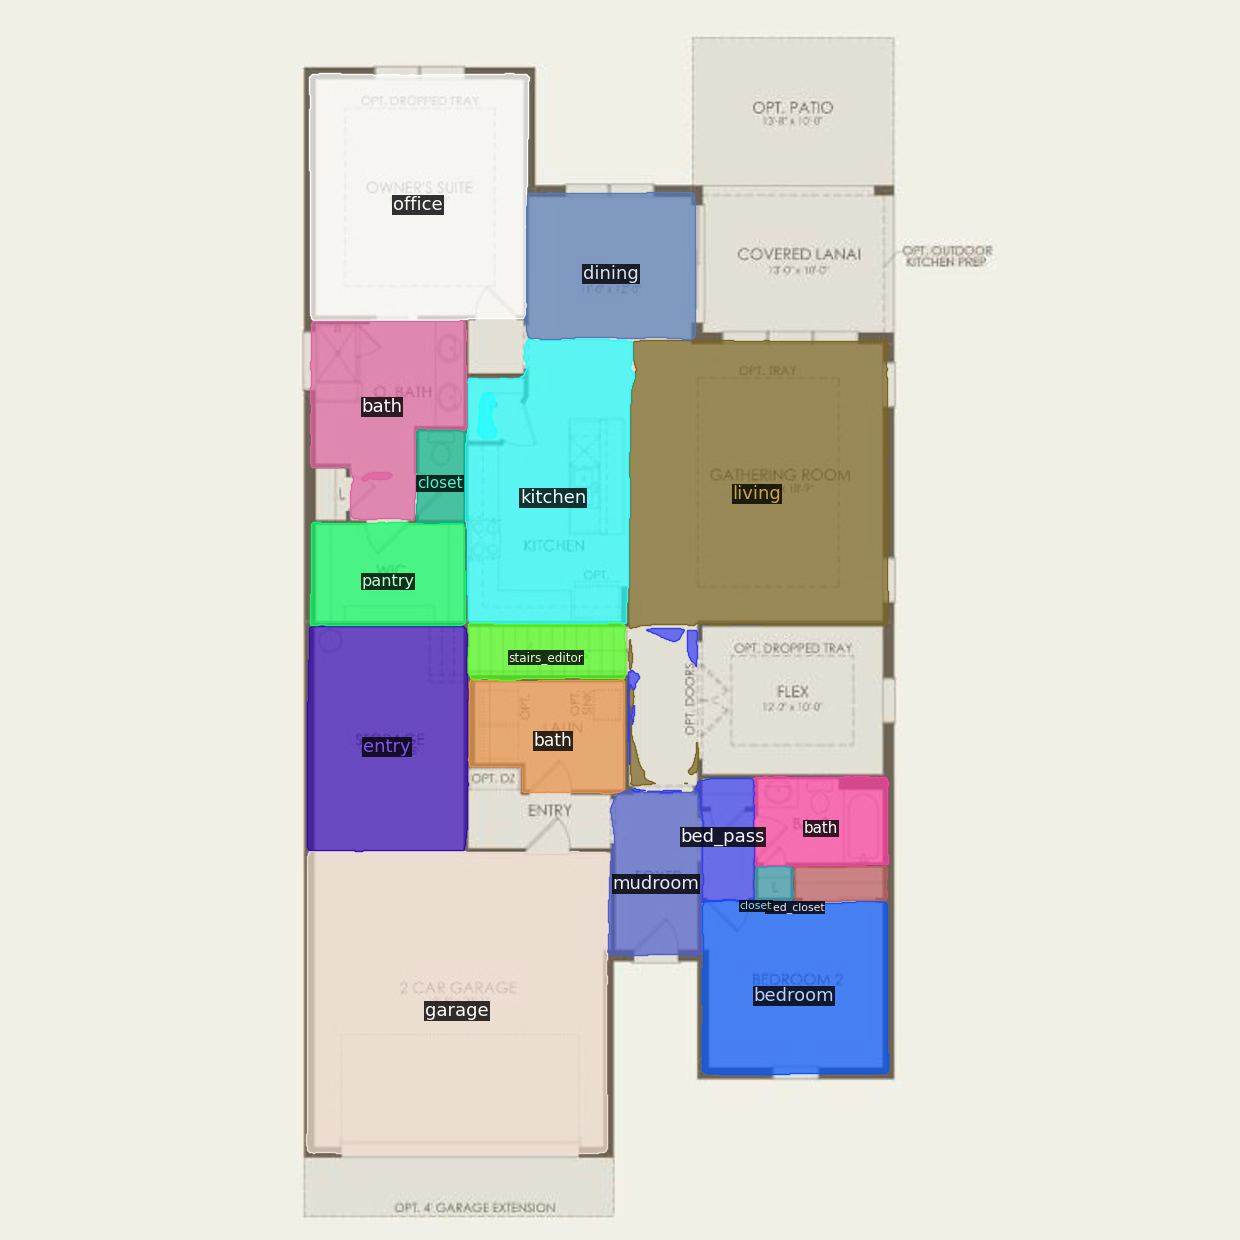 OPT. DROPPED TRAY
OWNER'S SUITE
office
OPT. PATIO
13'-8" x 10'-0"
dining
COVERED LANAI
13'-0" x 10'-0"
OPT. OUTDOOR
KITCHEN PREP
OPT. TRAY
O. BATH
bath
closet
L
kitchen
KITCHEN
OPT.
GATHERING ROOM
living
WIC
pantry
stairs_editor
OPT. DROPPED TRAY
OPT. DOORS
FLEX
12'-2" x 10'-0"
OPT.
OPT.
SINK
bath
entry
OPT. DZ
ENTRY
bed_pass
bath
mudroom
L
closet
ed_closet
BEDROOM 2
bedroom
2 CAR GARAGE
garage
OPT. 4' GARAGE EXTENSION